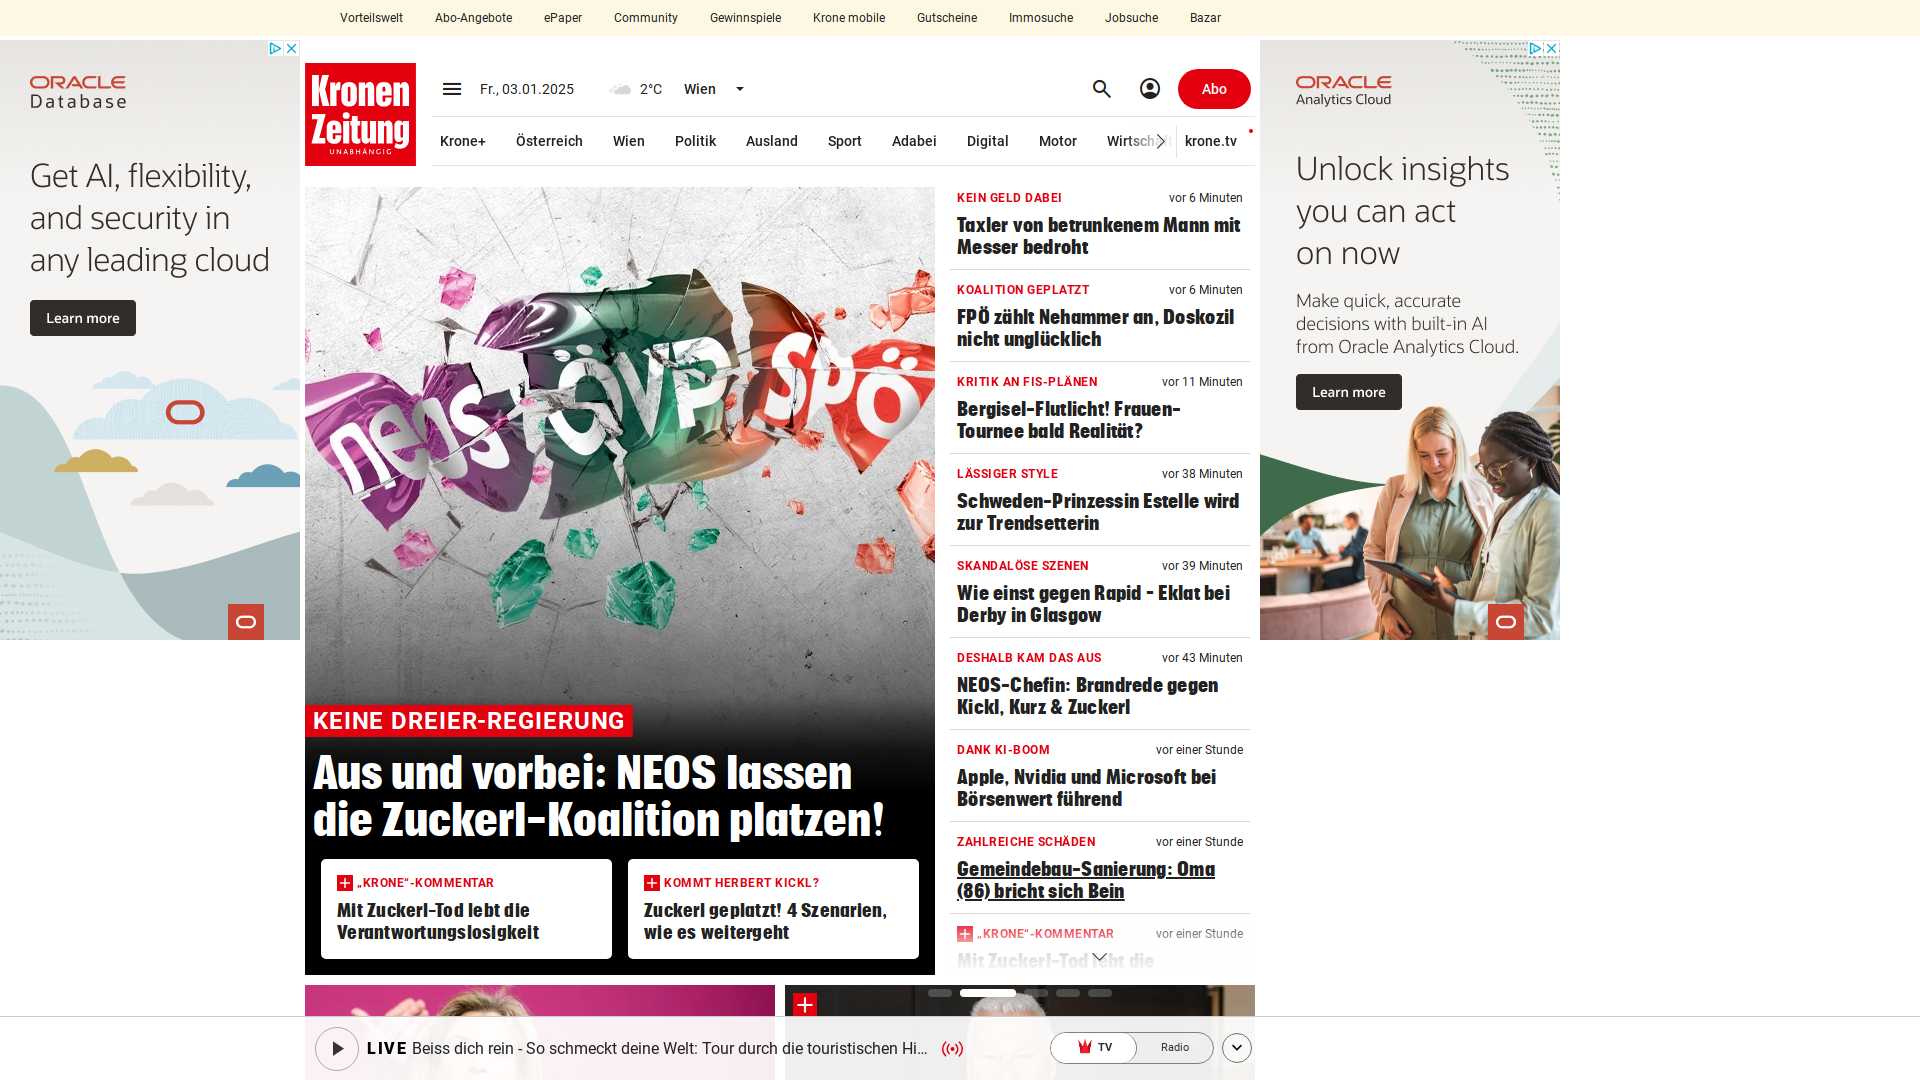 Vorteilswelt Abo-Angebote ePaper Community Gewinnspiele Krone mobile Gutscheine Immosuche Jobsuche Bazar
ORACLE
Database
Get AI, flexibility,
and security in
any leading cloud
Learn more
Kronen
Zeitung
UNABHÄNGIG
Fr., 03.01.2025 2°C Wien
Abo
Krone+ Österreich Wien Politik Ausland Sport Adabei Digital Motor Wirtschaft krone.tv
neos ÖVP SPÖ
KEINE DREIER-REGIERUNG
Aus und vorbei: NEOS lassen
die Zuckerl-Koalition platzen!
„KRONE“-KOMMENTAR
Mit Zuckerl-Tod lebt die
Verantwortungslosigkeit
KOMMT HERBERT KICKL?
Zuckerl geplatzt! 4 Szenarien,
wie es weitergeht
KEIN GELD DABEI vor 6 Minuten
Taxler von betrunkenem Mann mit
Messer bedroht
KOALITION GEPLATZT vor 6 Minuten
FPÖ zählt Nehammer an, Doskozil
nicht unglücklich
KRITIK AN FIS-PLÄNEN vor 11 Minuten
Bergisel-Flutlicht! Frauen-
Tournee bald Realität?
LÄSSIGER STYLE vor 38 Minuten
Schweden-Prinzessin Estelle wird
zur Trendsetterin
SKANDALÖSE SZENEN vor 39 Minuten
Wie einst gegen Rapid – Eklat bei
Derby in Glasgow
DESHALB KAM DAS AUS vor 43 Minuten
NEOS-Chefin: Brandrede gegen
Kickl, Kurz & Zuckerl
DANK KI-BOOM vor einer Stunde
Apple, Nvidia und Microsoft bei
Börsenwert führend
ZAHLREICHE SCHÄDEN vor einer Stunde
Gemeindebau-Sanierung: Oma
(86) bricht sich Bein
„KRONE“-KOMMENTAR vor einer Stunde
Mit Zuckerl-Tod lebt die
ORACLE
Analytics Cloud
Unlock insights
you can act
on now
Make quick, accurate
decisions with built-in AI
from Oracle Analytics Cloud.
Learn more
LIVE Beiss dich rein - So schmeckt deine Welt: Tour durch die touristischen Hi...
TV Radio